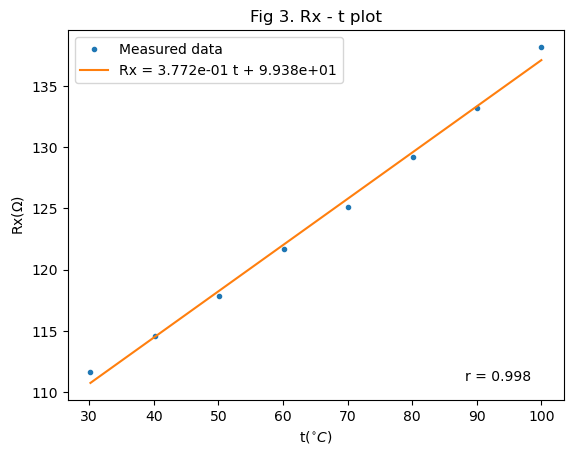 Fig 3. Rx - t plot
Measured data
Rx = 3.772e-01 t + 9.938e+01
135
130
125
120
115
110
Rx(Ω)
r = 0.998
30 40 50 60 70 80 90 100
t(°C)